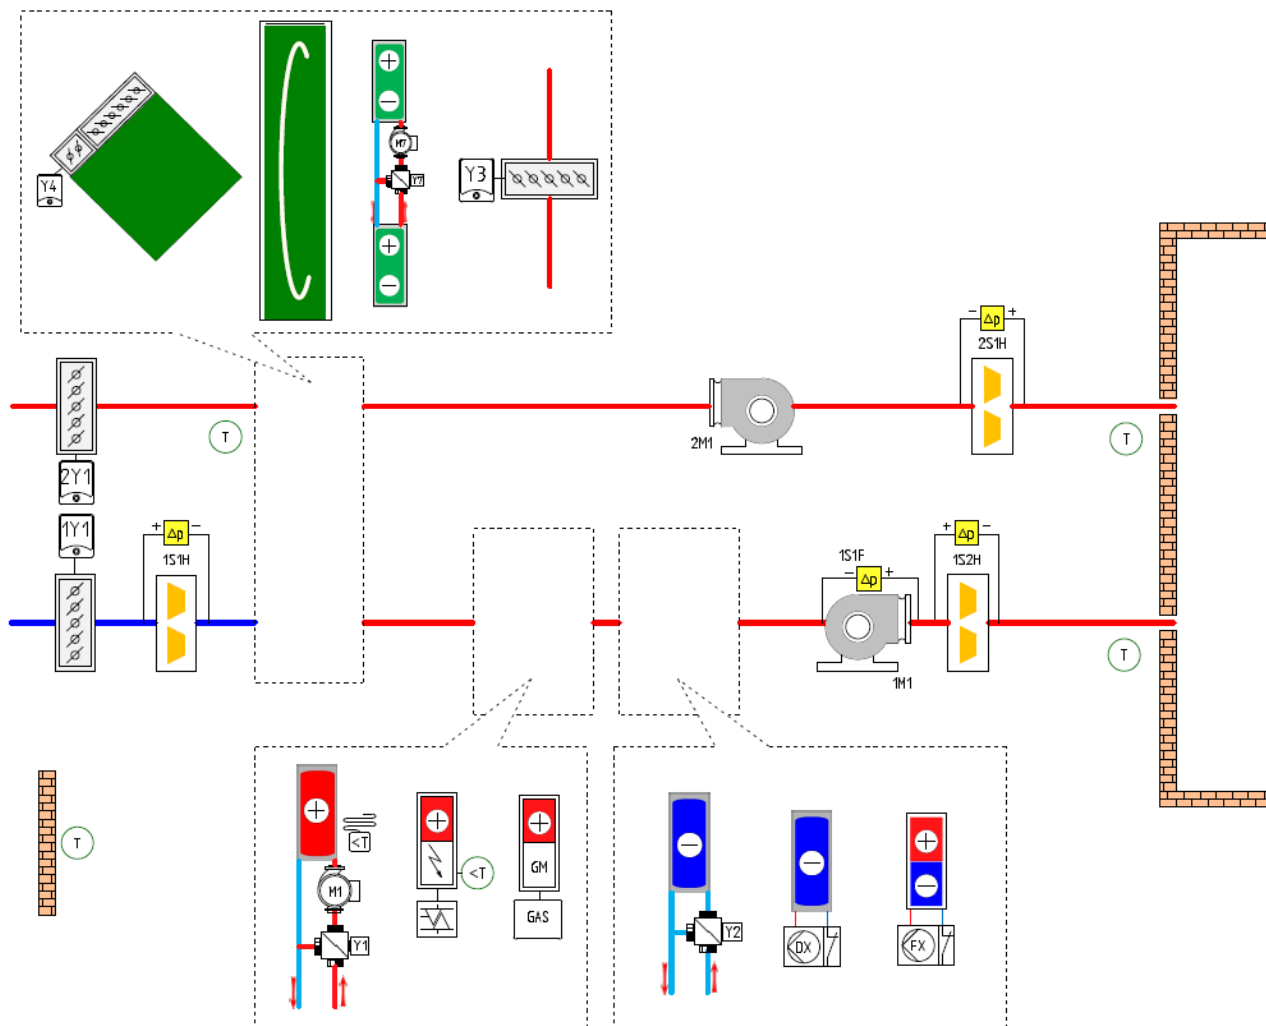 M7
Y4
Y7
Y3
− Δp +
2S1H
T
2M1
T
2Y1
1Y1
+ Δp −
1S1H
1S1F
− Δp +
+ Δp −
1S2H
T
1M1
T
<T
M1
Y1
<T
GM
GAS
Y2
DX
FX